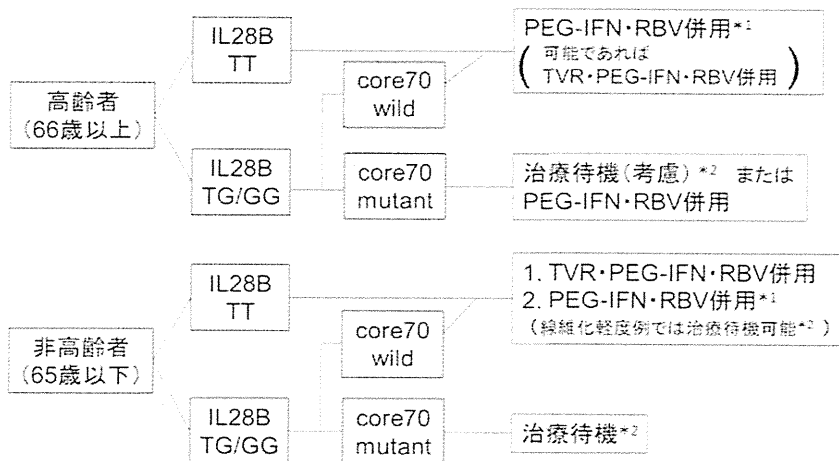 高齢者
(66歳以上)
IL28B
TT
IL28B
TG/GG
core70
wild
core70
mutant
PEG-IFN・RBV併用*1
( 可能であれば
TVR・PEG-IFN・RBV併用 )
治療待機(考慮) *2 または
PEG-IFN・RBV併用
非高齢者
(65歳以下)
IL28B
TT
IL28B
TG/GG
core70
wild
core70
mutant
1. TVR・PEG-IFN・RBV併用
2. PEG-IFN・RBV併用*1
(線維化軽度例では治療待機可能*2 )
治療待機*2